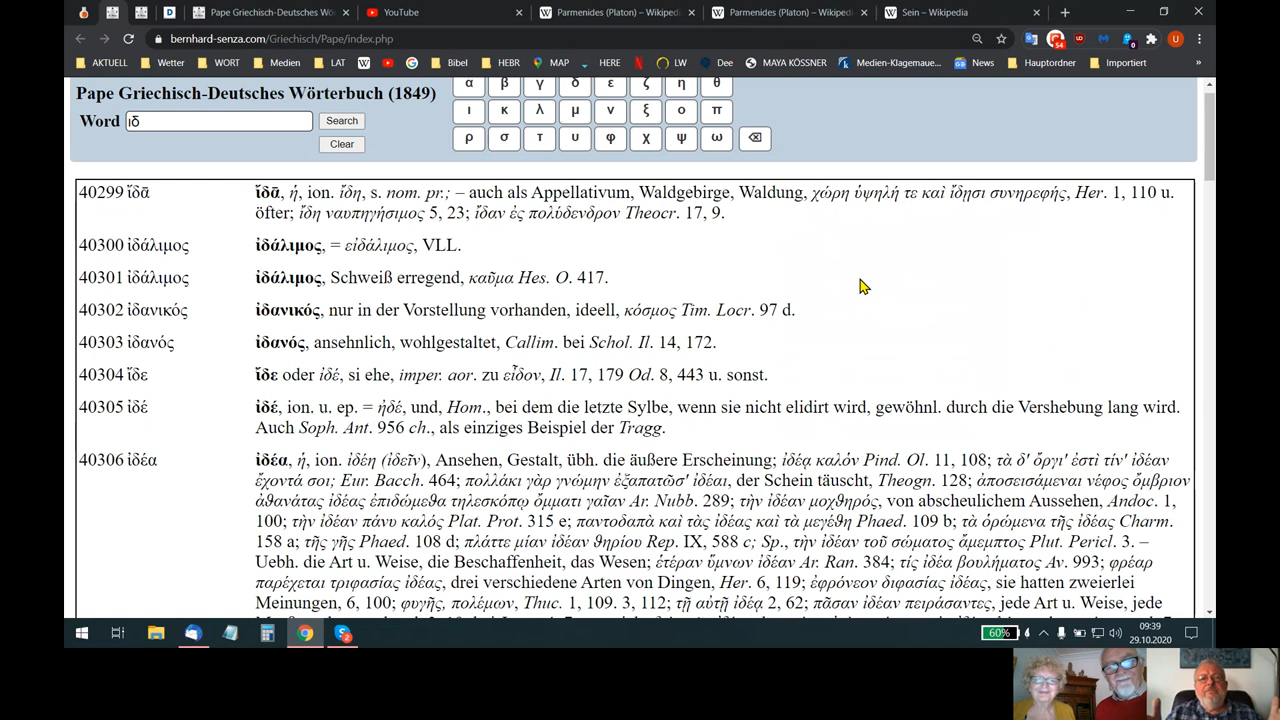 Pape Griechisch-Deutsches Wö
YouTube
Parmenides (Platon) – Wikipedi
Parmenides (Platon) – Wikipedi
Sein – Wikipedia
bernhard-senza.com/Griechisch/Pape/index.php
AKTUELL Wetter WORT Medien LAT Bibel HEBR MAP HERE LW Dee MAYA KÖSSNER Medien-Klagemaue... News Hauptordner Importiert
Pape Griechisch-Deutsches Wörterbuch (1849)
α β γ δ ε ζ η θ
Word ιδ Search
ι κ λ μ ν ξ ο π
Clear
ρ σ τ υ φ χ ψ ω
40299 ἴδᾱ ἴδᾱ, ἡ, ion. ἴδη, s. nom. pr.; – auch als Appellativum, Waldgebirge, Waldung, χώρη ὑψηλή τε καὶ ἴδῃσι συνηρεφής, Her. 1, 110 u.
öfter; ἴδη ναυπηγήσιμος 5, 23; ἴδαν ἐς πολύδενδρον Theocr. 17, 9.
40300 ἰδάλιμος ἰδάλιμος, = εἰδάλιμος, VLL.
40301 ἰδάλιμος ἰδάλιμος, Schweiß erregend, καῦμα Hes. O. 417.
40302 ἰδανικός ἰδανικός, nur in der Vorstellung vorhanden, ideell, κόσμος Tim. Locr. 97 d.
40303 ἰδανός ἰδανός, ansehnlich, wohlgestaltet, Callim. bei Schol. Il. 14, 172.
40304 ἴδε ἴδε oder ἰδέ, si ehe, imper. aor. zu εἶδον, Il. 17, 179 Od. 8, 443 u. sonst.
40305 ἰδέ ἰδέ, ion. u. ep. = ἠδέ, und, Hom., bei dem die letzte Sylbe, wenn sie nicht elidirt wird, gewöhnl. durch die Vershebung lang wird.
Auch Soph. Ant. 956 ch., als einziges Beispiel der Tragg.
40306 ἰδέα ἰδέα, ἡ, ion. ἰδέη (ἰδεῖν), Ansehen, Gestalt, übh. die äußere Erscheinung; ἰδέᾳ καλόν Pind. Ol. 11, 108; τὰ δ' ὄργι' ἐστὶ τίν' ἰδέαν
ἔχοντά σοι; Eur. Bacch. 464; πολλάκι γὰρ γνώμην ἐξαπατῶσ' ἰδέαι, der Schein täuscht, Theogn. 128; ἀποσεισάμεναι νέφος ὄμβριον
ἀθανάτας ἰδέας ἐπιδώμεθα τηλεσκόπῳ ὄμματι γαῖαν Ar. Nubb. 289; τὴν ἰδέαν μοχθηρός, von abscheulichem Aussehen, Andoc. 1,
100; τὴν ἰδέαν πάνυ καλός Plat. Prot. 315 e; παντοδαπὰ καὶ τὰς ἰδέας καὶ τὰ μεγέθη Phaed. 109 b; τὰ ὁρόμενα τῆς ἰδέας Charm.
158 a; τῆς γῆς Phaed. 108 d; πλάττε μίαν ἰδέαν θηρίου Rep. IX, 588 c; Sp., τὴν ἰδέαν τοῦ σώματος ἄμεμπτος Plut. Pericl. 3. –
Uebh. die Art u. Weise, die Beschaffenheit, das Wesen; ἑτέραν ὕμνων ἰδέαν Ar. Ran. 384; τίς ἰδέα βουλήματος Av. 993; φρέαρ
παρέχεται τριφασίας ἰδέας, drei verschiedene Arten von Dingen, Her. 6, 119; ἐφρόνεον διφασίας ἰδέας, sie hatten zweierlei
Meinungen, 6, 100; φυγῆς, πολέμων, Thuc. 1, 109. 3, 112; τῇ αὐτῇ ἰδέᾳ 2, 62; πᾶσαν ἰδέαν πειράσαντες, jede Art u. Weise, jede
60% 09:39
29.10.2020